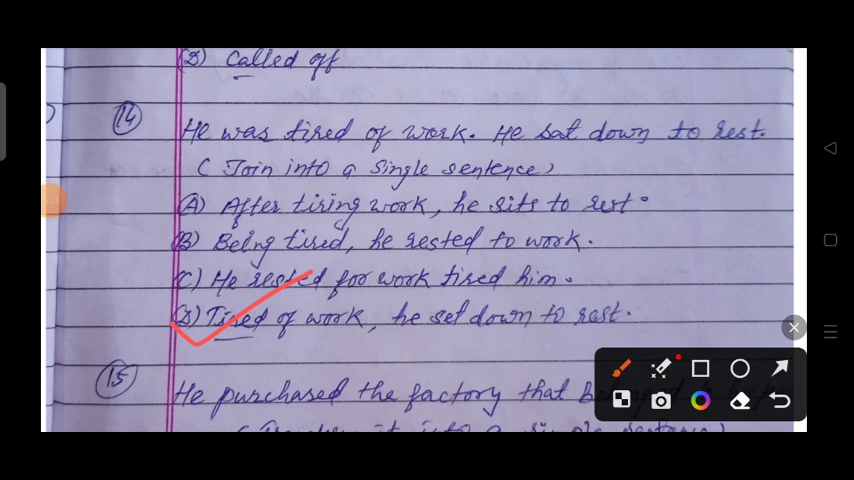 (D) Called off
(14) He was tired of work. He sat down to rest.
( Join into a single sentence)
(A) After tiring work, he sits to rest.
(B) Being tired, he rested to work.
(C) He rested for work tired him.
(D) Tired of work, he set down to rest.
(15) He purchased the factory that